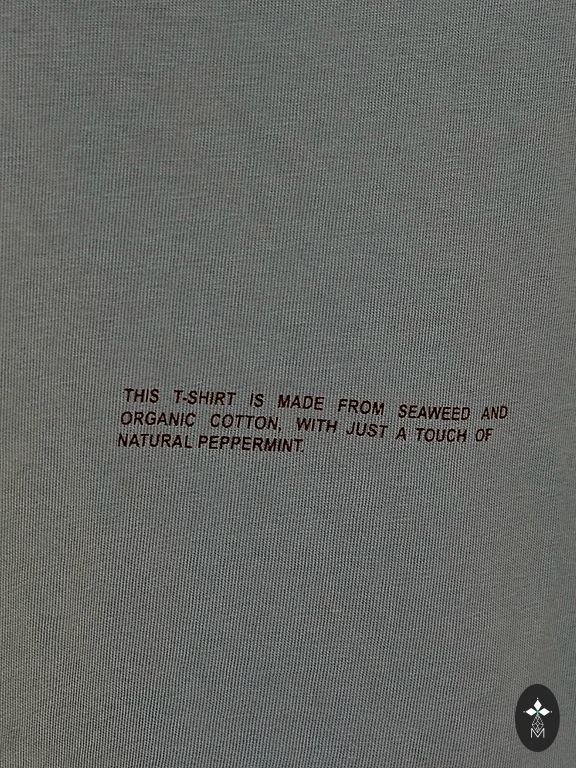 THIS T-SHIRT IS MADE FROM SEAWEED AND
ORGANIC COTTON, WITH JUST A TOUCH OF
NATURAL PEPPERMINT.
M